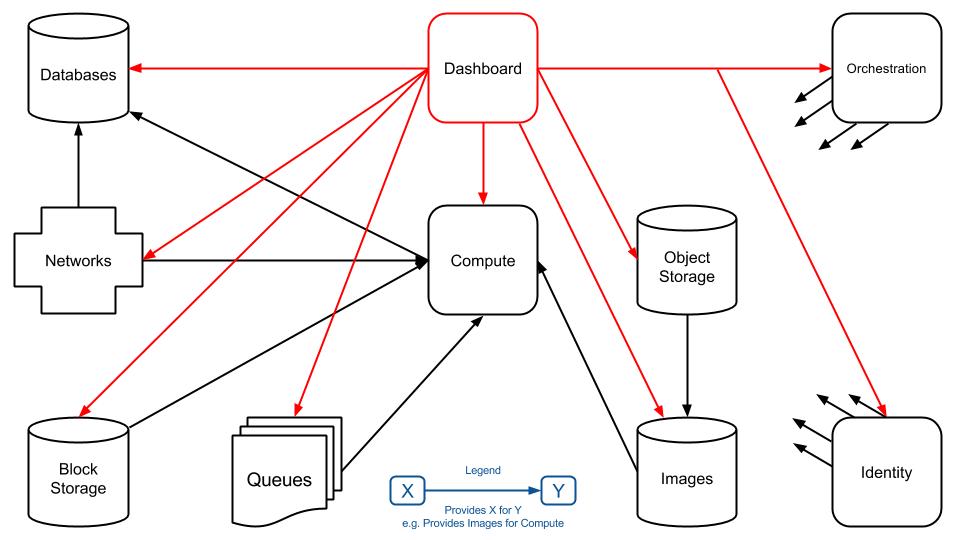 Databases
Dashboard
Orchestration
Networks
Compute
Object
Storage
Block
Storage
Queues
Legend
X
Y
Provides X for Y
e.g. Provides Images for Compute
Images
Identity